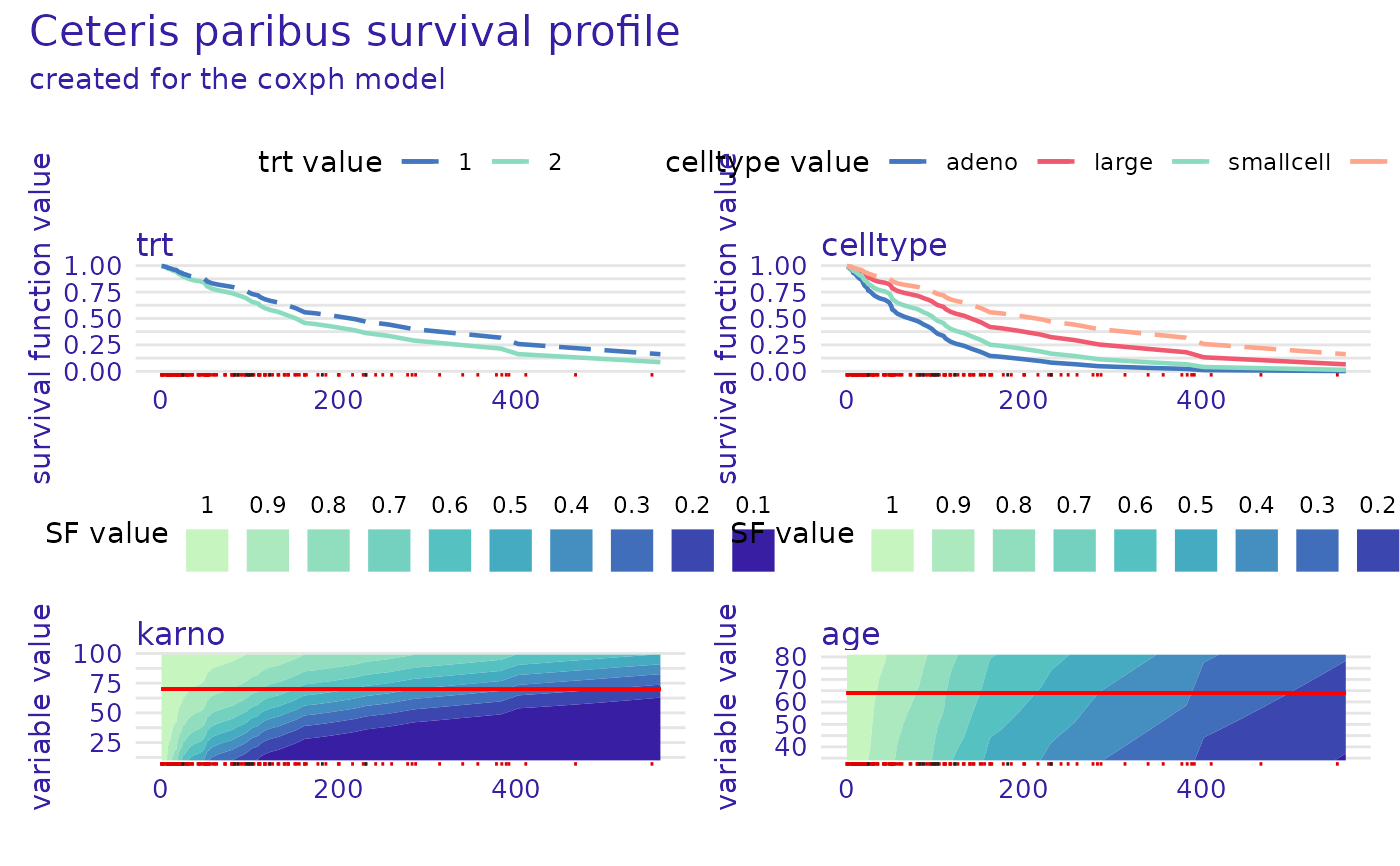 Ceteris paribus survival profile
created for the coxph model
trt value 1 2
celltype value adeno large smallcell
survival function value
trt
1.00
0.75
0.50
0.25
0.00
0 200 400
survival function value
celltype
1.00
0.75
0.50
0.25
0.00
0 200 400
SF value 1 0.9 0.8 0.7 0.6 0.5 0.4 0.3 0.2 0.1
SF value 1 0.9 0.8 0.7 0.6 0.5 0.4 0.3 0.2
variable value
karno
100
75
50
25
0 200 400
variable value
age
80
70
60
50
40
0 200 400